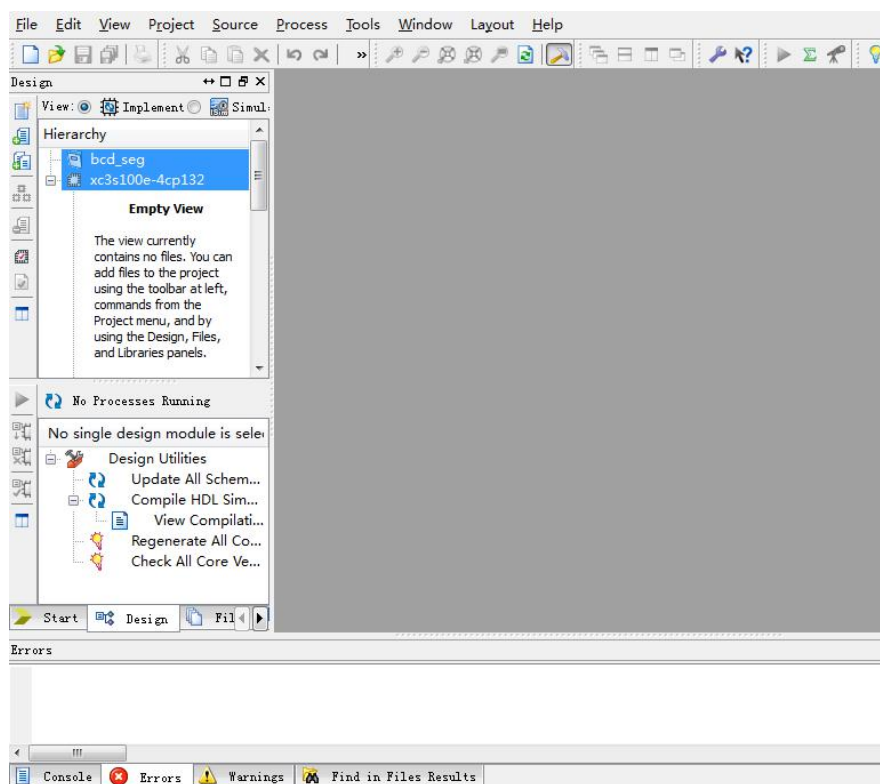 File Edit View Project Source Process Tools Window Layout Help
»
Design
View: Implement Simul
Hierarchy
bcd_seg
xc3s100e-4cp132
Empty View
The view currently
contains no files. You can
add files to the project
using the toolbar at left,
commands from the
Project menu, and by
using the Design, Files,
and Libraries panels.
No Processes Running
No single design module is sele
Design Utilities
Update All Schem...
Compile HDL Sim...
View Compilati...
Regenerate All Co...
Check All Core Ve...
Start Design Fil
Errors
Console Errors Warnings Find in Files Results